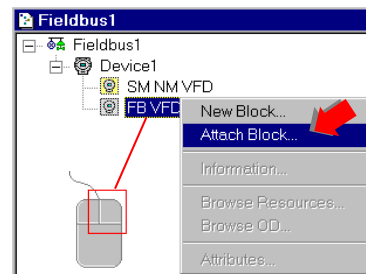 Fieldbus1
Fieldbus1
Device1
SM NM VFD
FB VFD
New Block...
Attach Block...
Information...
Browse Resources...
Browse OD...
Attributes...